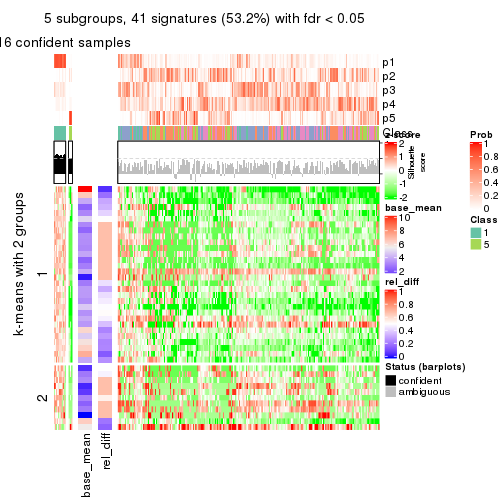 5 subgroups, 41 signatures (53.2%) with fdr < 0.05
16 confident samples
p1
p2
p3
p4
p5
Class
z-score
2
1
0
-1
-2
Silhouette
score
Prob
1
0.8
0.6
0.4
0.2
0
Class
1
5
base_mean
10
8
6
4
2
rel_diff
1
0.8
0.6
0.4
0.2
0
Status (barplots)
confident
ambiguous
k-means with 2 groups
1
2
base_mean
rel_diff